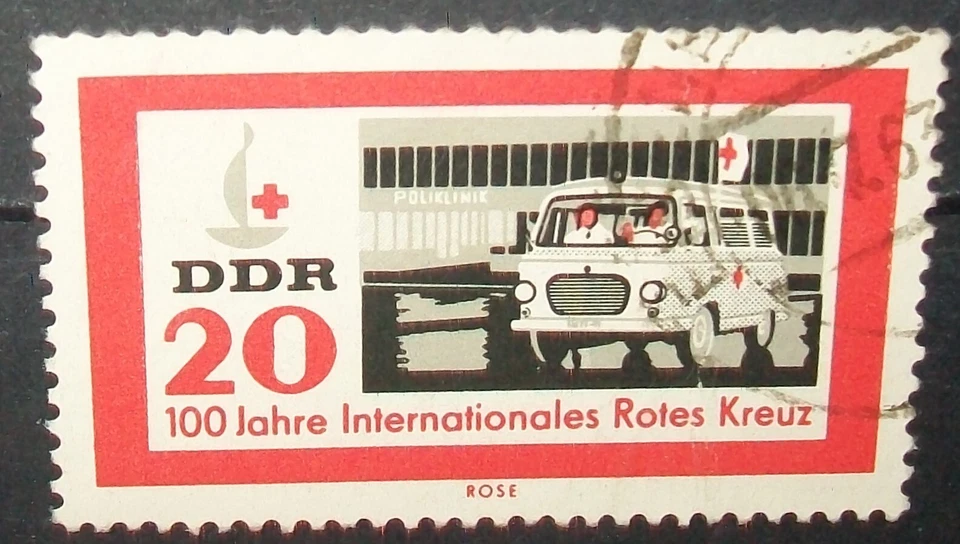 POLIKLINIK
DDR
20
100 Jahre Internationales Rotes Kreuz
ROSE